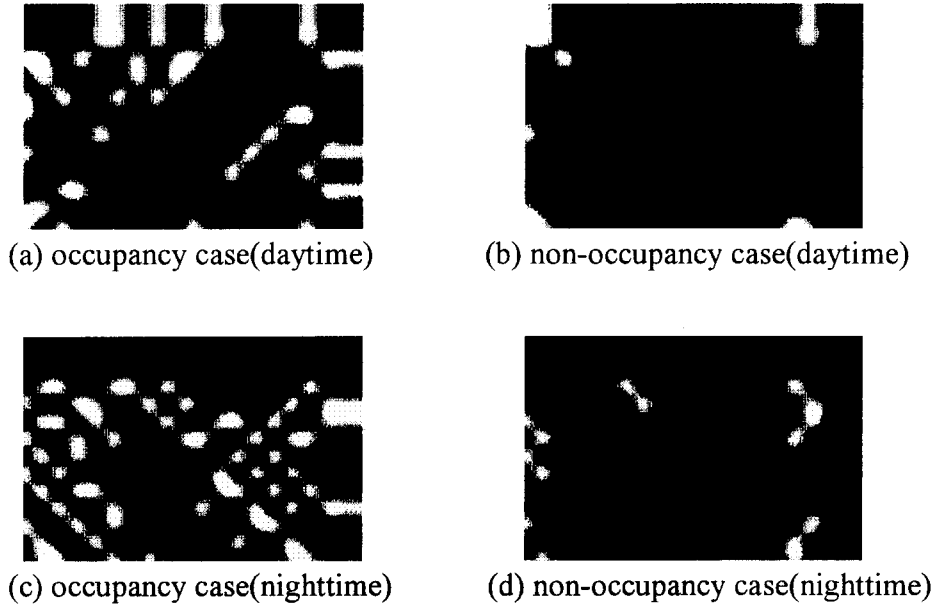 (a) occupancy case(daytime)
(b) non-occupancy case(daytime)
(c) occupancy case(nighttime)
(d) non-occupancy case(nighttime)